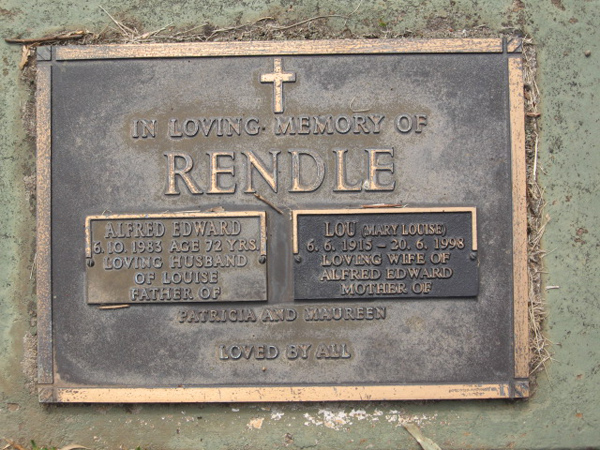 IN LOVING MEMORY OF
RENDLE
ALFRED EDWARD
6.10.1983 AGE 72 YRS.
LOVING HUSBAND
OF LOUISE
FATHER OF
LOU (MARY LOUISE)
6.6.1915 – 20.6.1998
LOVING WIFE OF
ALFRED EDWARD
MOTHER OF
PATRICIA AND MAUREEN
LOVED BY ALL